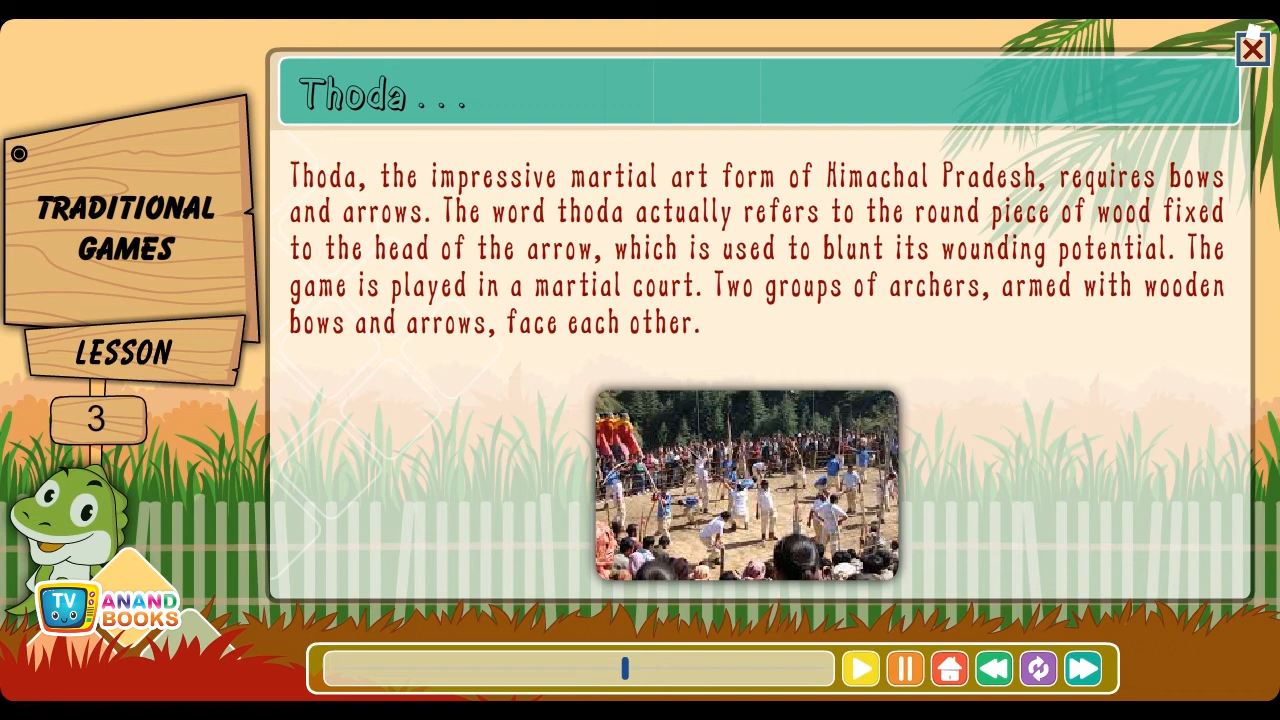 Thoda . . .
TRADITIONAL
GAMES
LESSON
3
Thoda, the impressive martial art form of Himachal Pradesh, requires bows
and arrows. The word thoda actually refers to the round piece of wood fixed
to the head of the arrow, which is used to blunt its wounding potential. The
game is played in a martial court. Two groups of archers, armed with wooden
bows and arrows, face each other.
TV
ANAND
BOOKS